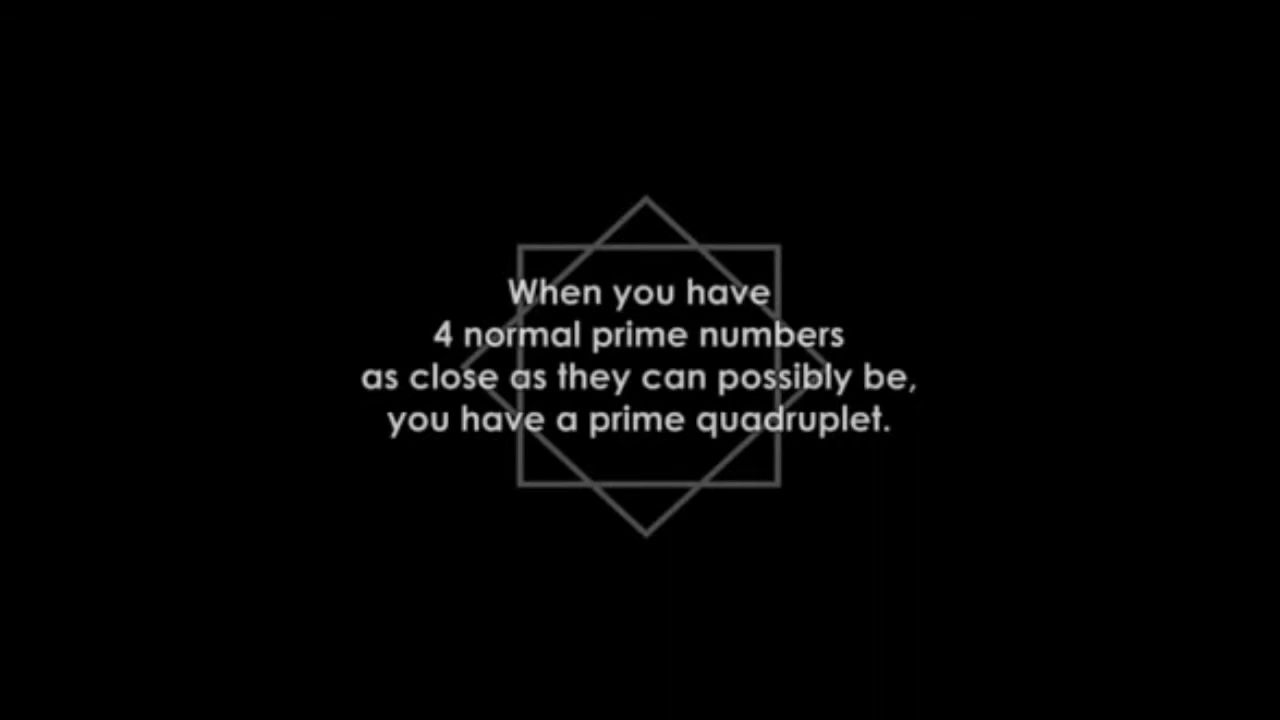 When you have
4 normal prime numbers
as close as they can possibly be,
you have a prime quadruplet.